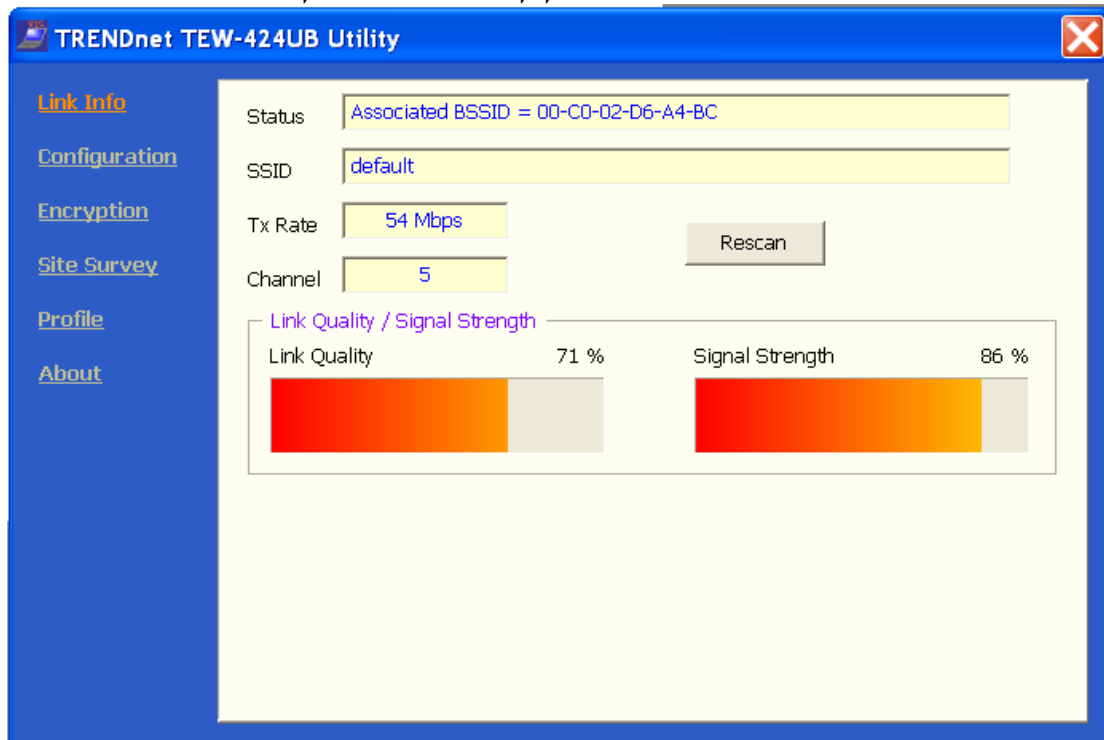 TRENDnet TEW-424UB Utility
Link Info
Configuration
Encryption
Site Survey
Profile
About
Status Associated BSSID = 00-C0-02-D6-A4-BC
SSID default
Tx Rate 54 Mbps
Rescan
Channel 5
Link Quality / Signal Strength
Link Quality 71 % Signal Strength 86 %